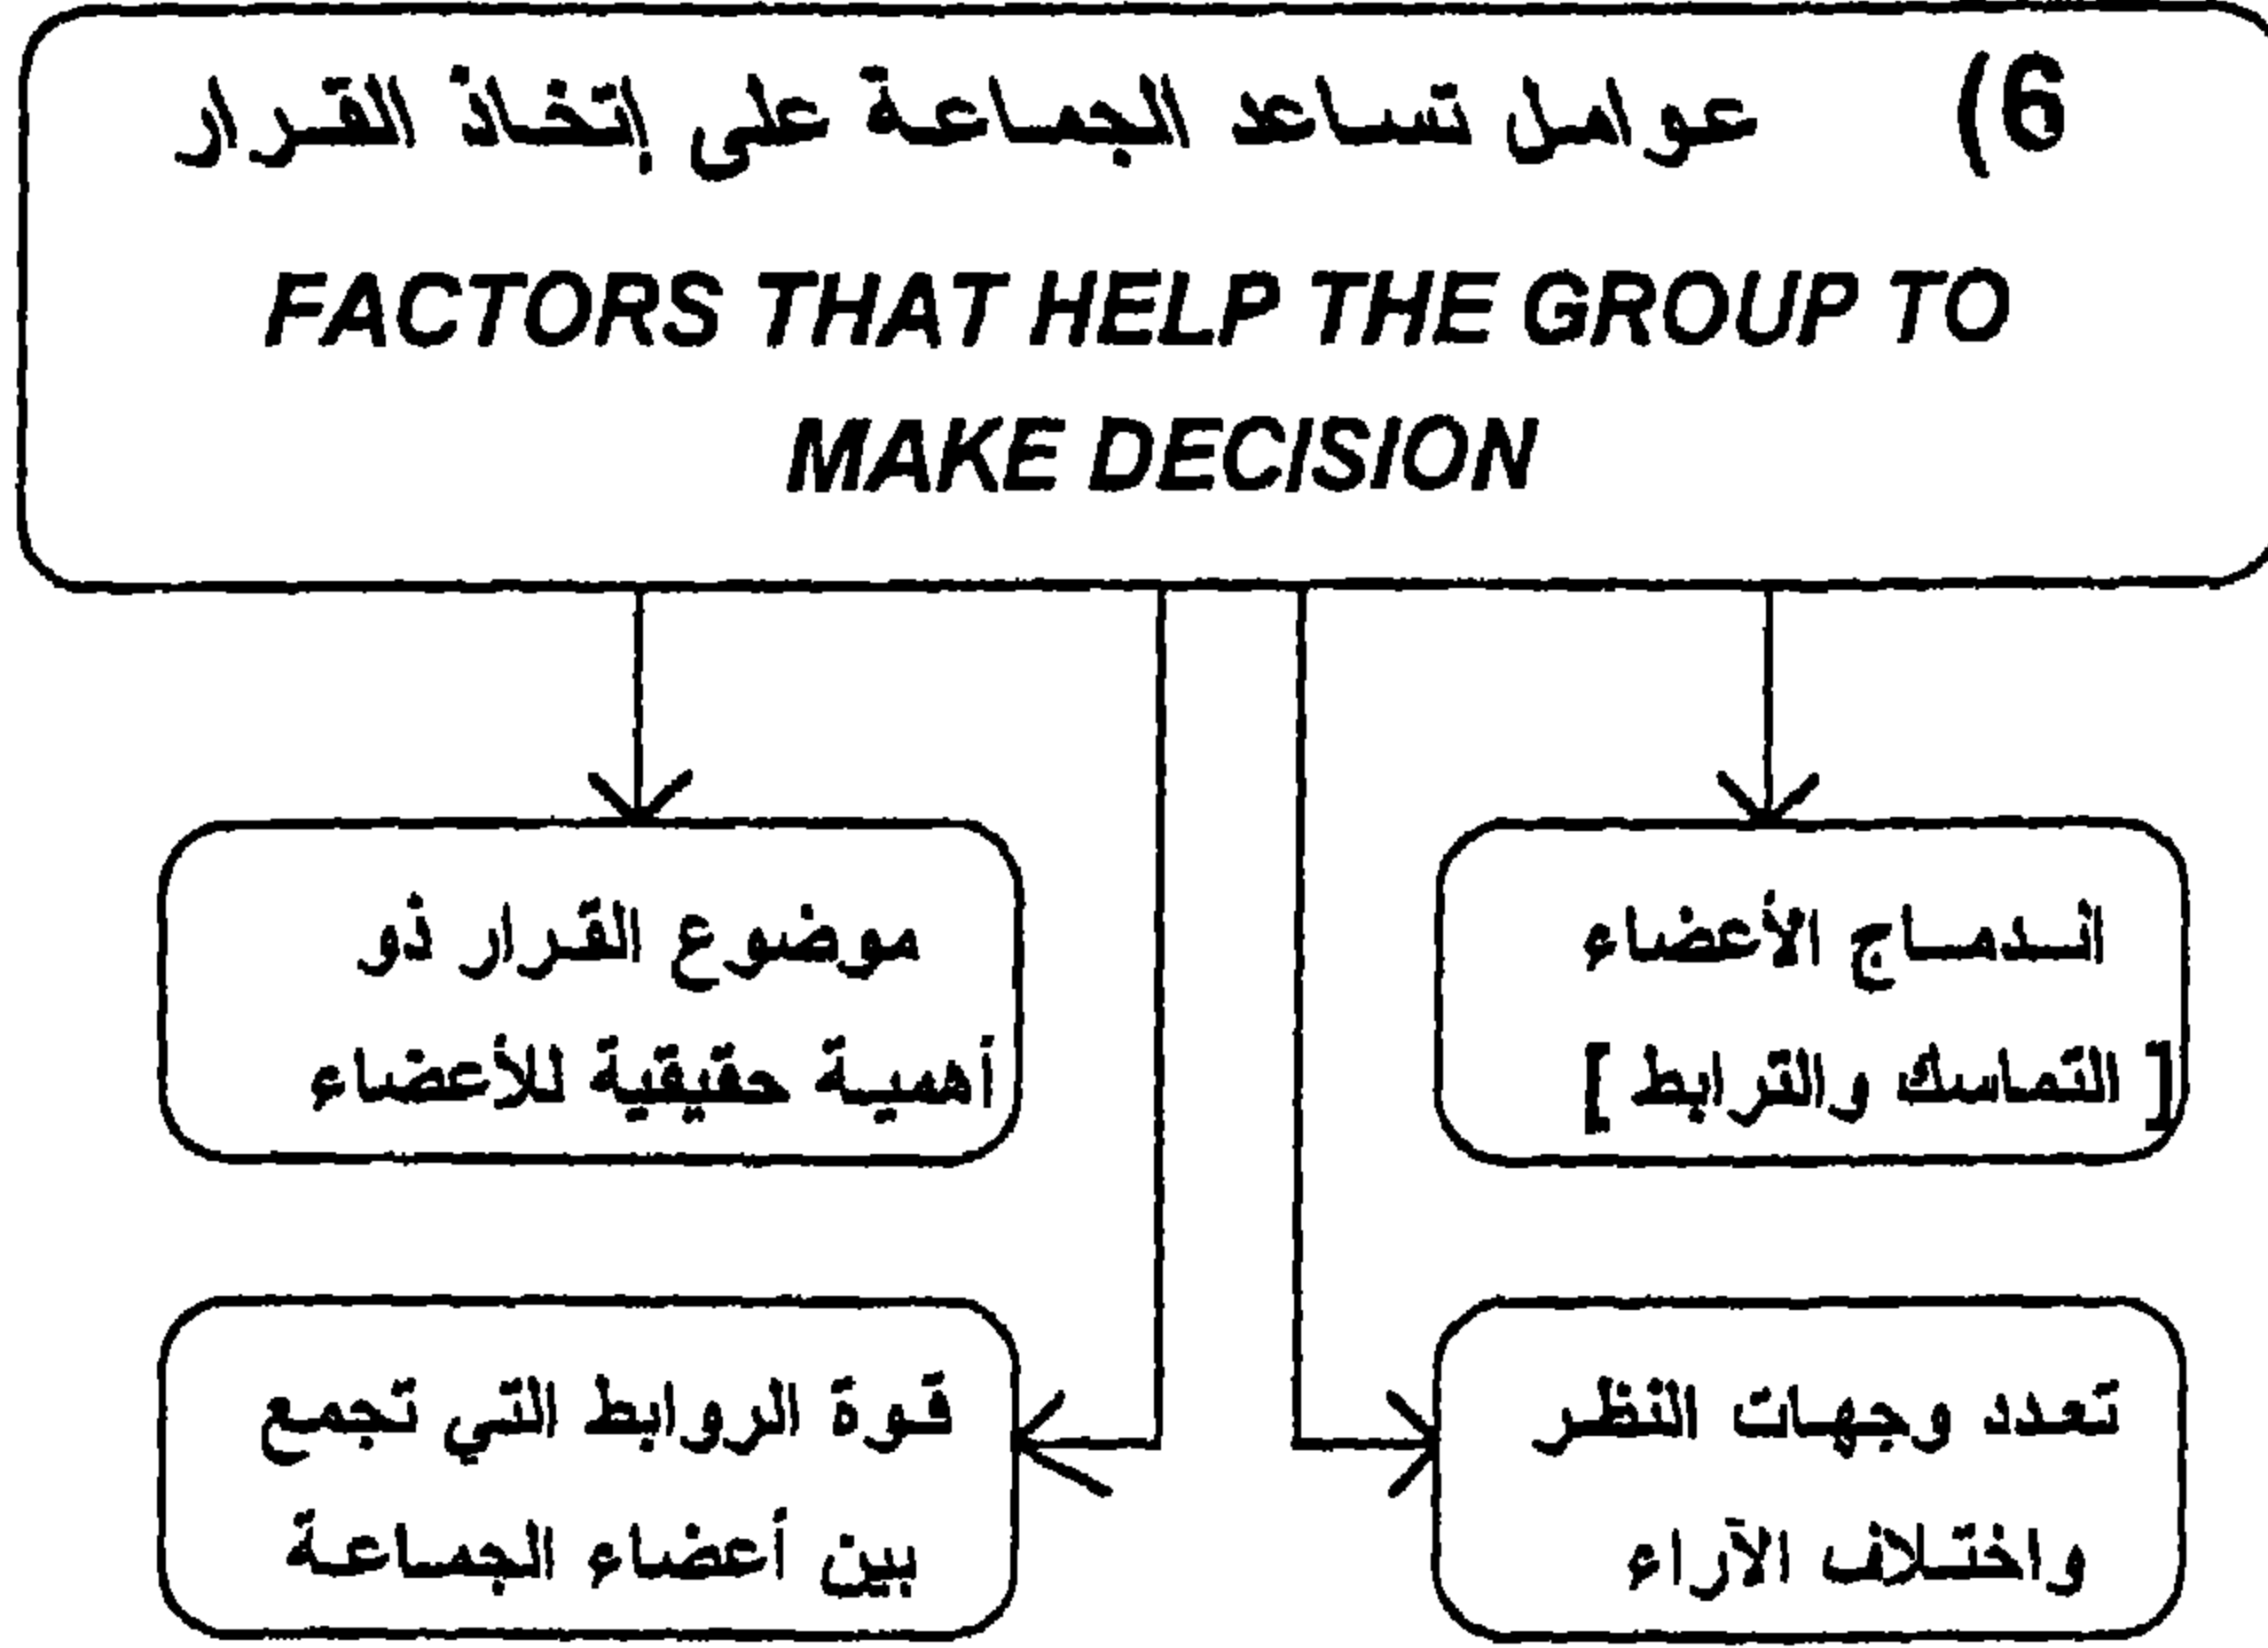 6) عوامل تساعد الجماعة على إتخاذ القرار
FACTORS THAT HELP THE GROUP TO
MAKE DECISION
اندماج الأعضاء
[ التماسك والترابط ]
موضوع القرار ذو
أهمية حقيقية للأعضاء
تعدد وجهات النظر
واختلاف الآراء
قوة الروابط التي تجمع
بين أعضاء الجماعة